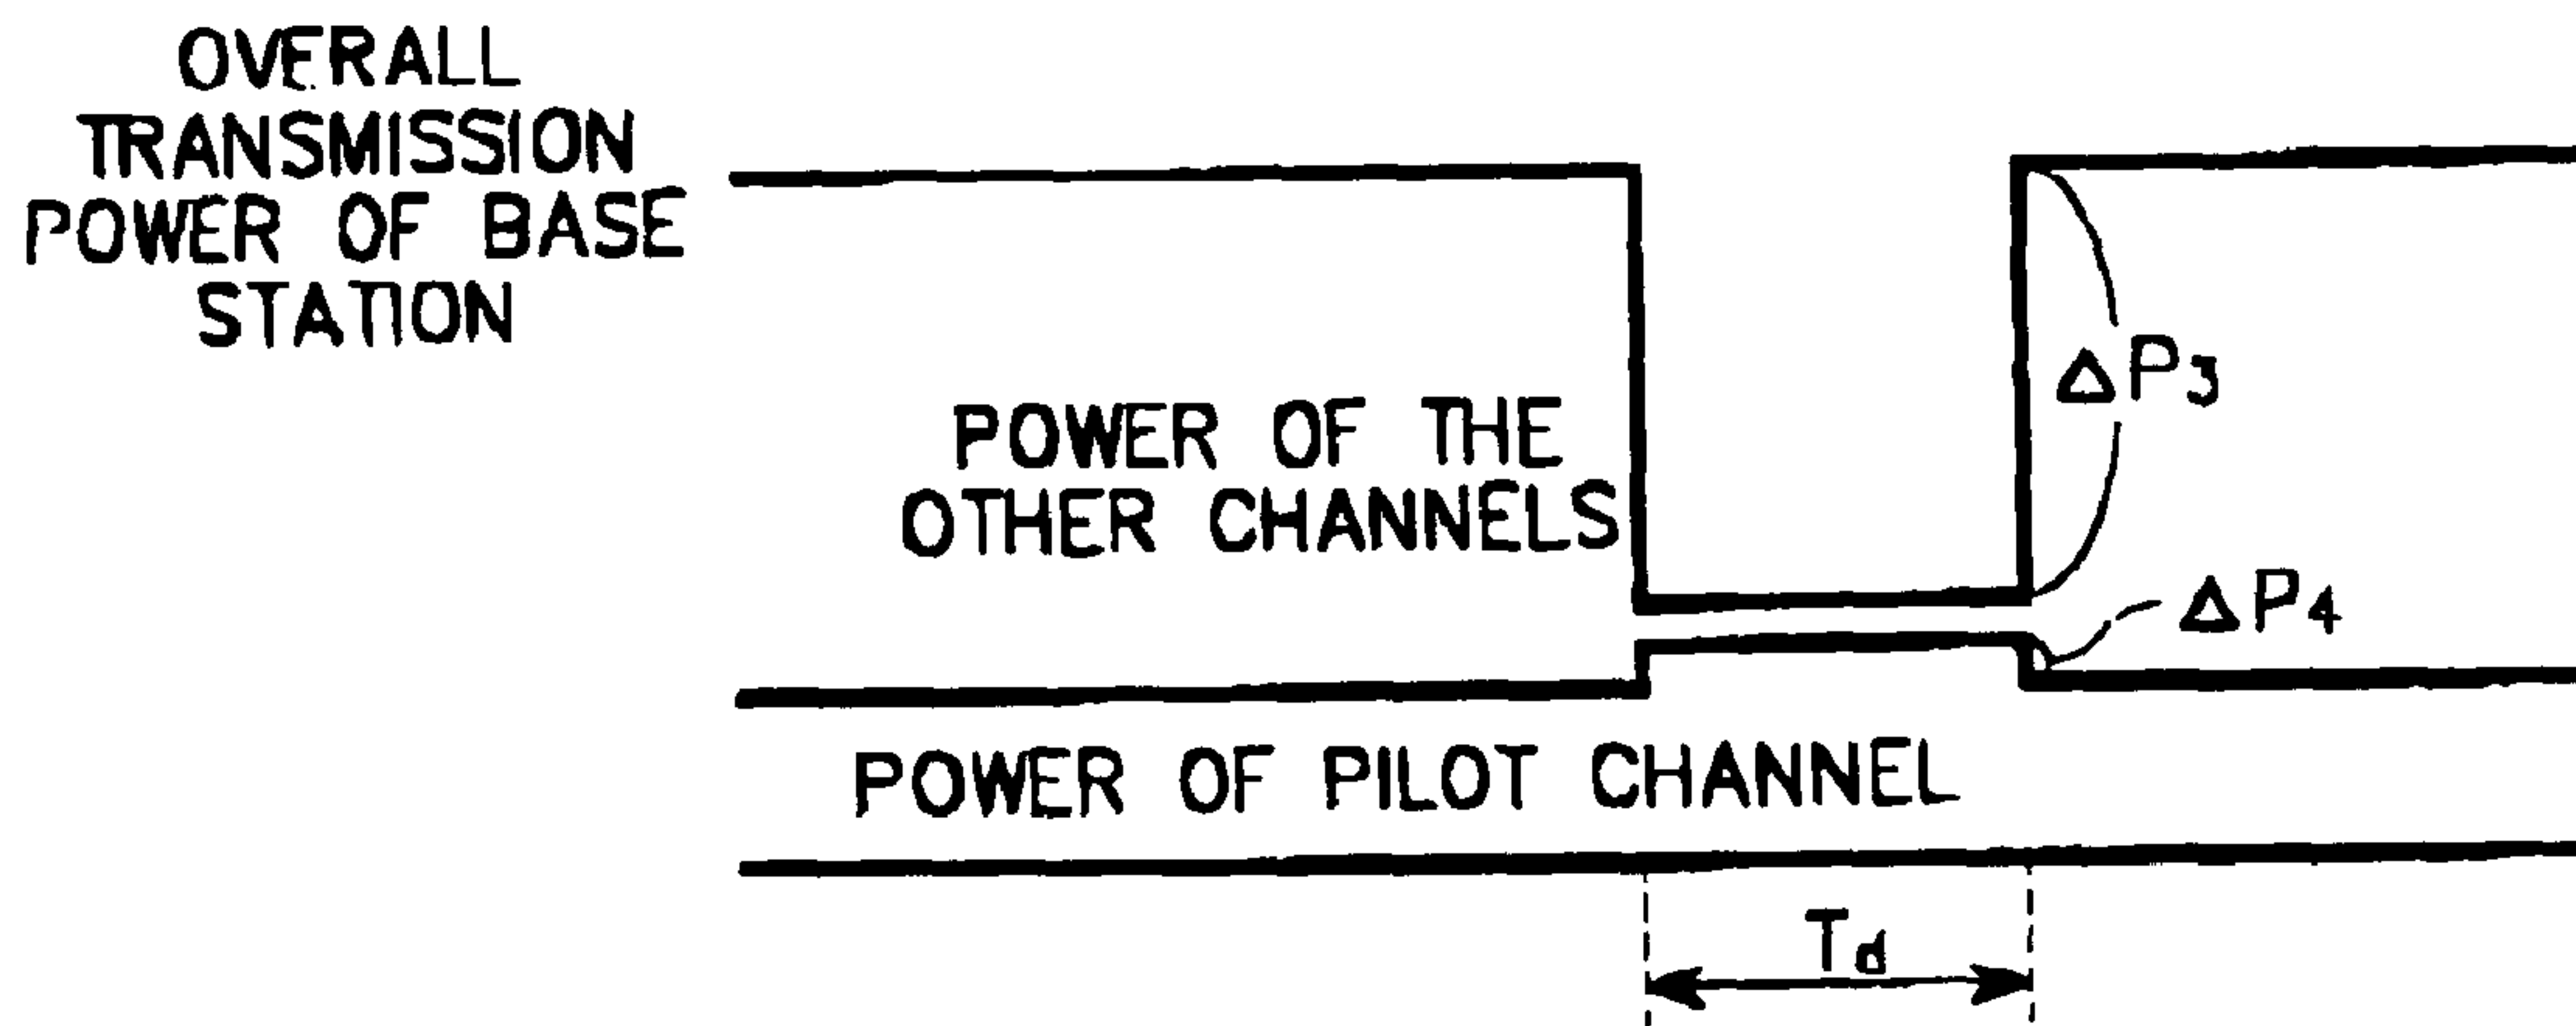 OVERALL
TRANSMISSION
POWER OF BASE
STATION
POWER OF THE
OTHER CHANNELS
ΔP3
ΔP4
POWER OF PILOT CHANNEL
Td